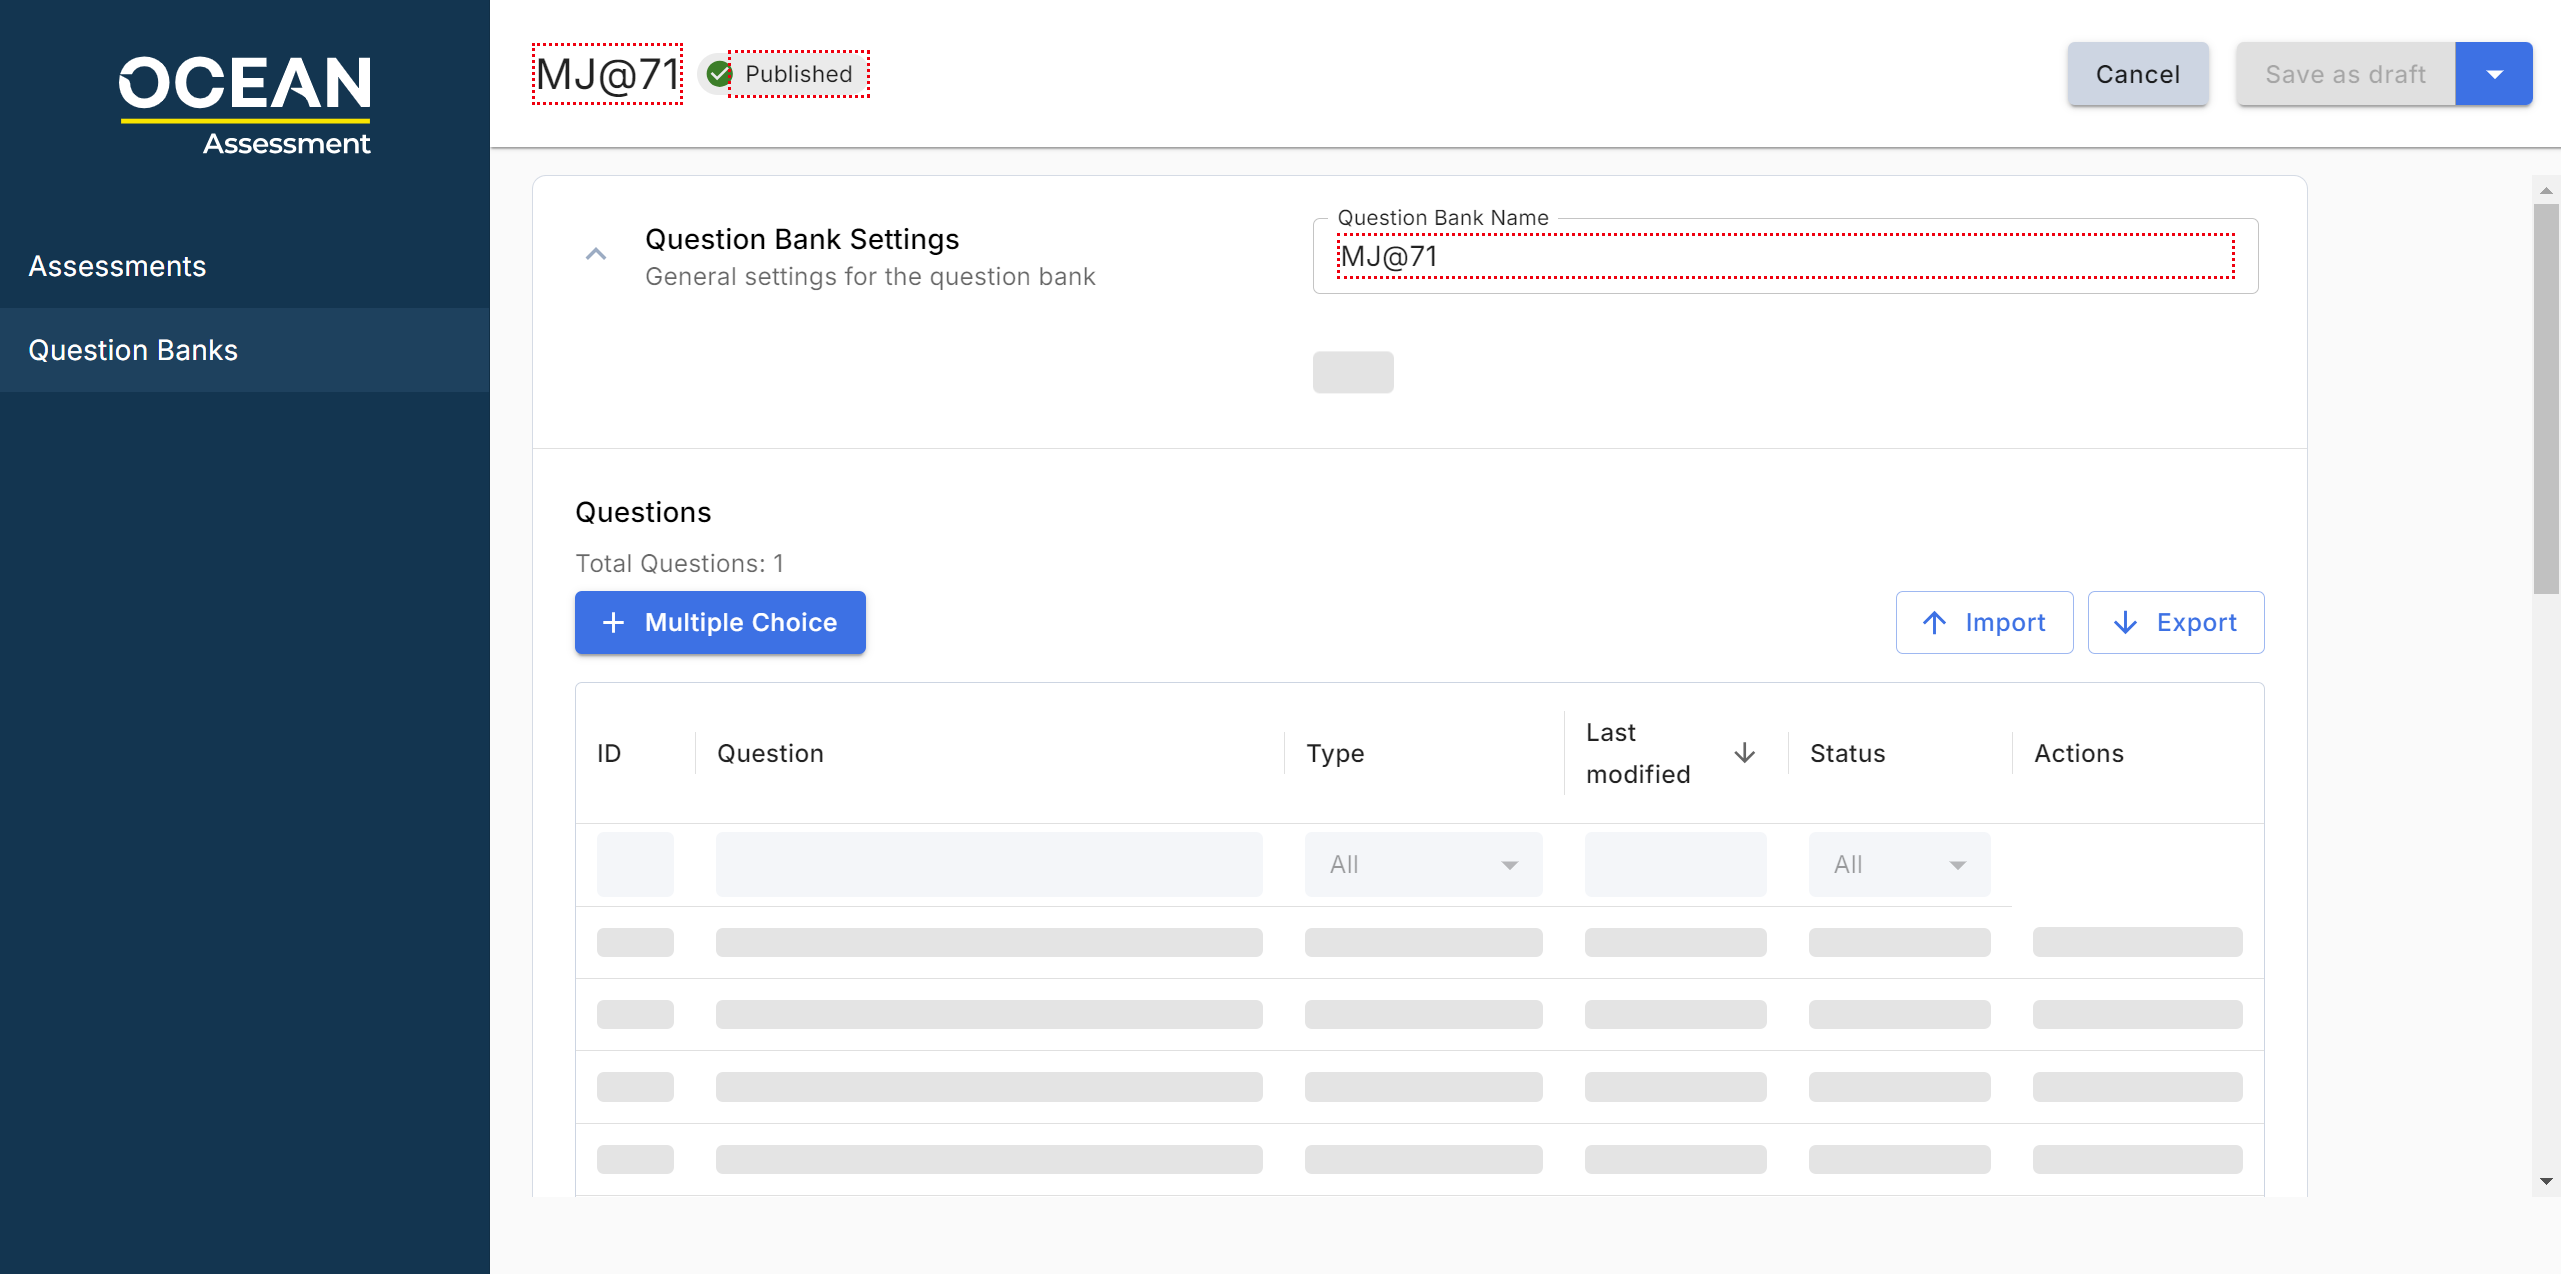 OCEAN
Assessment
Assessments
Question Banks
MJ@71
Published
Cancel
Save as draft
Question Bank Settings
General settings for the question bank
Question Bank Name
MJ@71
Questions
Total Questions: 1
Multiple Choice
Import
Export
ID
Question
Type
Last
modified
Status
Actions
All
All